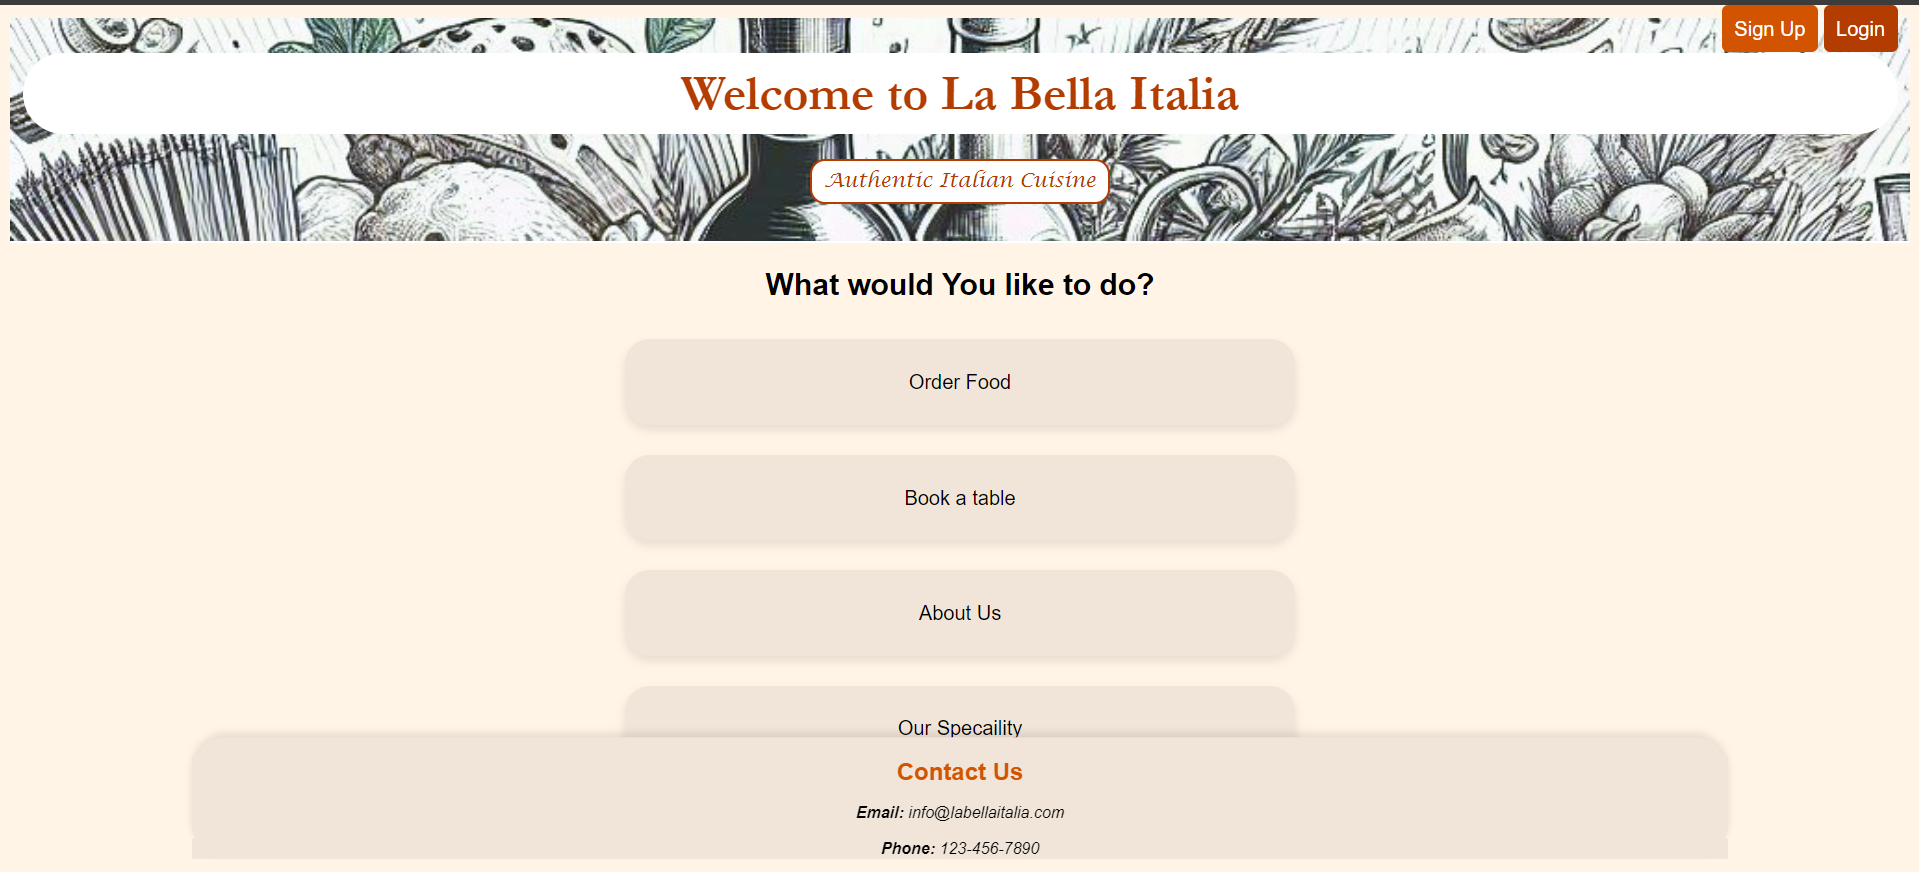 Sign Up Login
Welcome to La Bella Italia
Authentic Italian Cuisine
What would You like to do?
Order Food
Book a table
About Us
Our Specaility
Contact Us
Email: info@labellaitalia.com
Phone: 123-456-7890